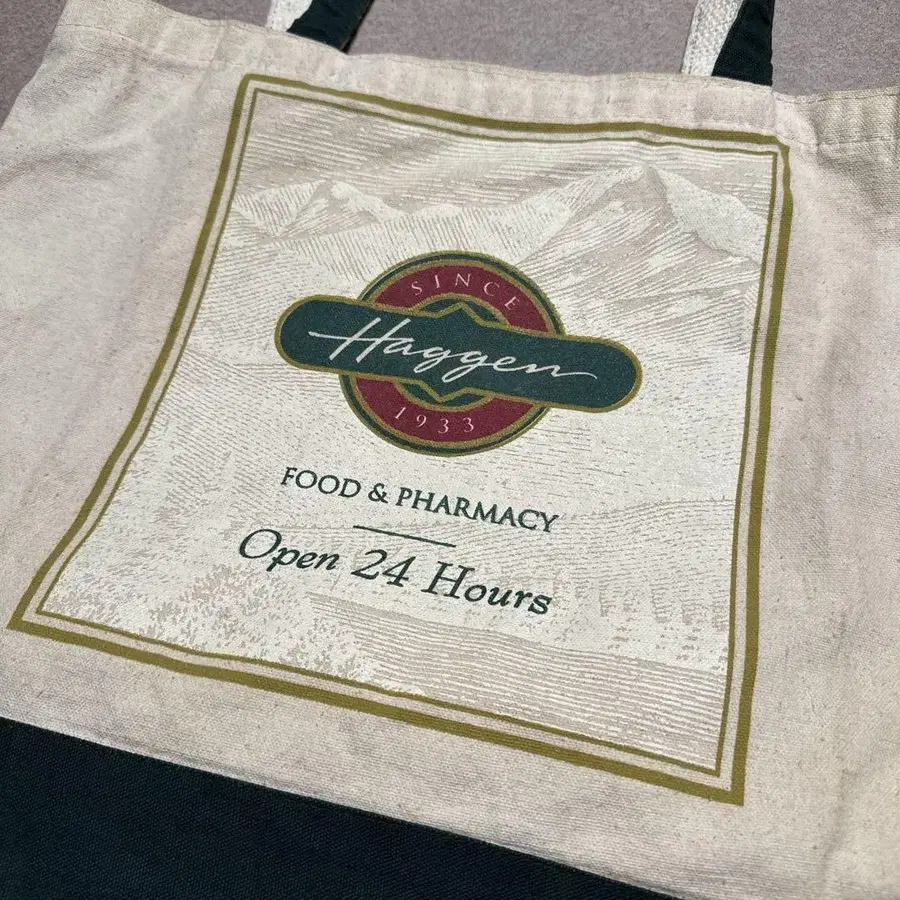 SINCE
Haggen
1933
FOOD & PHARMACY
Open 24 Hours